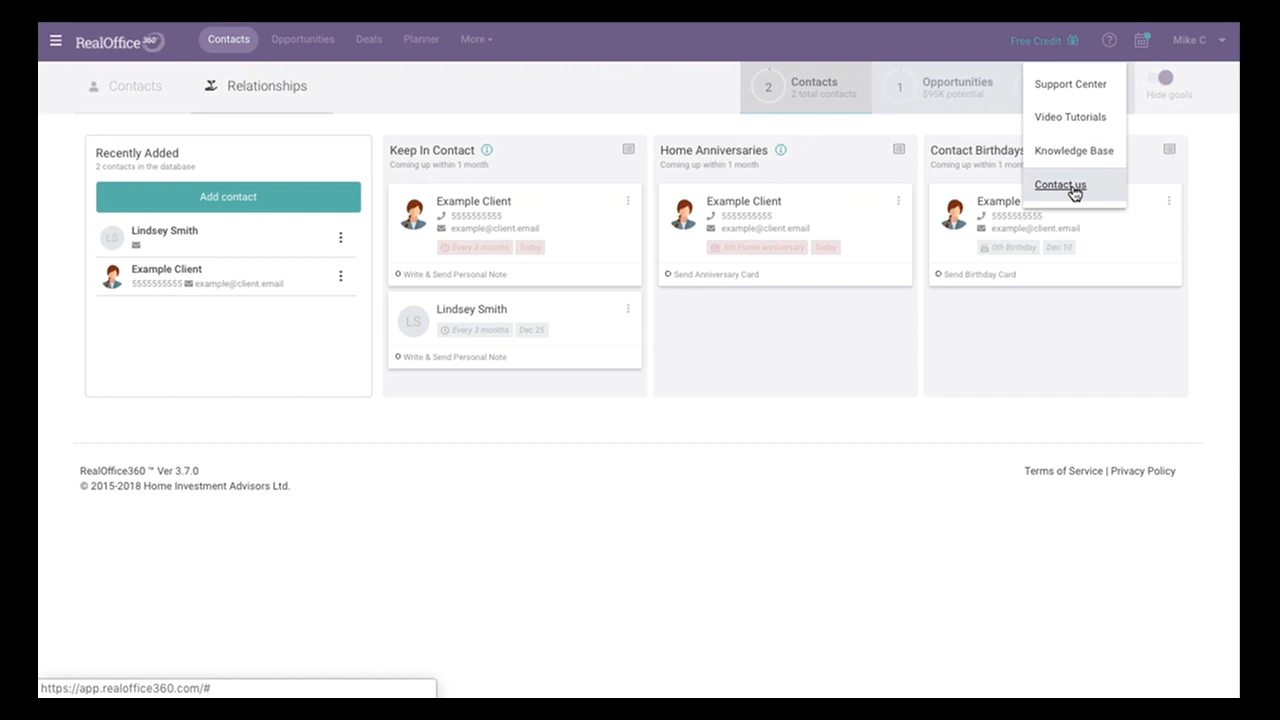 RealOffice360
Contacts
Opportunities
Deals
Planner
More
Free Credit
Mike C
Contacts
Relationships
2
Contacts
2 total contacts
1
Opportunities
$95K potential
Hide goals
Support Center
Video Tutorials
Knowledge Base
Contact us
Recently Added
2 contacts in the database
Add contact
LS
Lindsey Smith
Example Client
5555555555 example@client.email
Keep In Contact
Coming up within 1 month
Example Client
5555555555
example@client.email
Every 3 months Today
Write & Send Personal Note
LS
Lindsey Smith
Every 3 months Dec 25
Write & Send Personal Note
Home Anniversaries
Coming up within 1 month
Example Client
5555555555
example@client.email
5th Home anniversary Today
Send Anniversary Card
Contact Birthdays
Coming up within 1 mont
Example
5555555555
example@client.email
0th Birthday Dec 10
Send Birthday Card
RealOffice360 ™ Ver 3.7.0
© 2015-2018 Home Investment Advisors Ltd.
Terms of Service | Privacy Policy
https://app.realoffice360.com/#